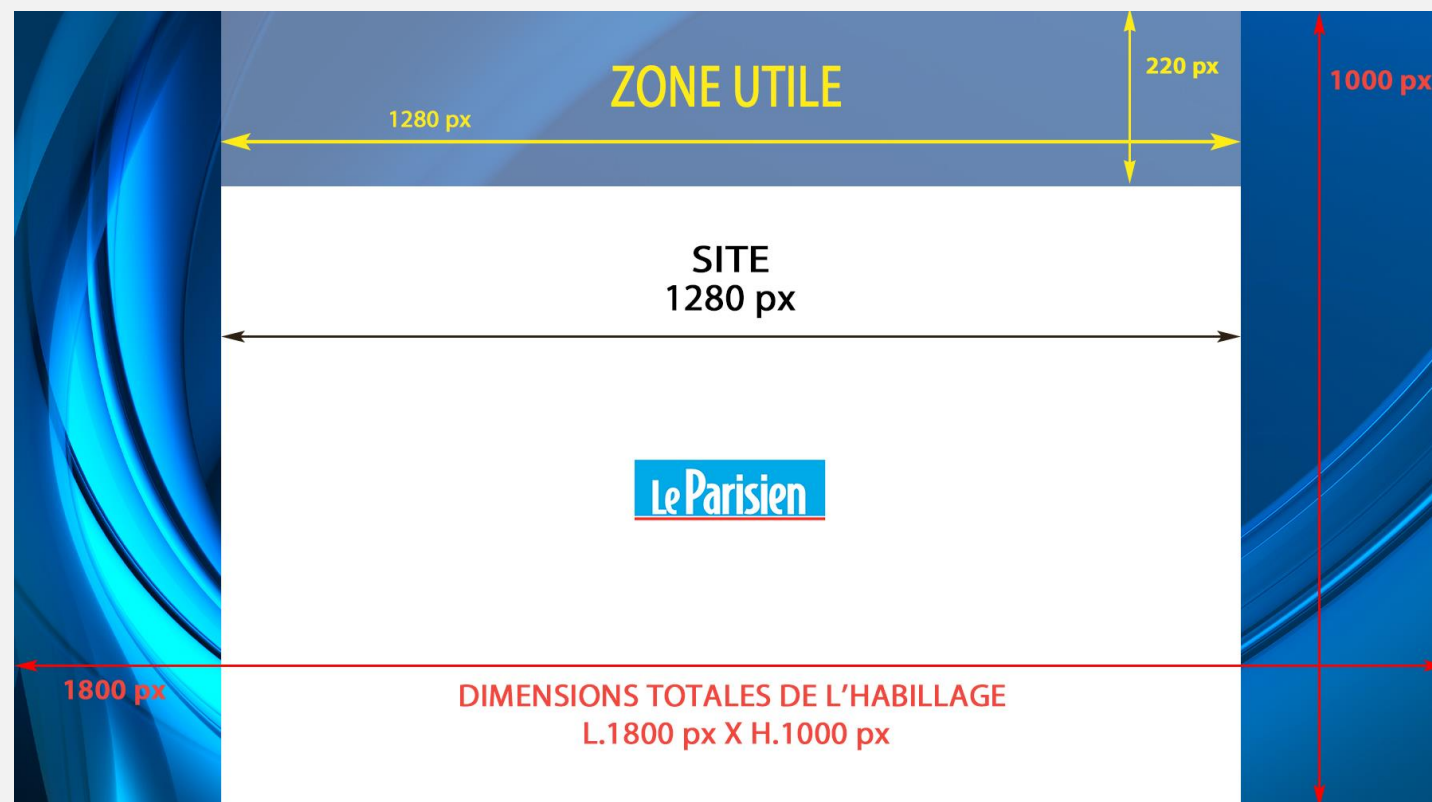 ZONE UTILE
220 px
1000 px
1280 px
SITE
1280 px
Le Parisien
1800 px
DIMENSIONS TOTALES DE L’HABILLAGE
L.1800 px X H.1000 px